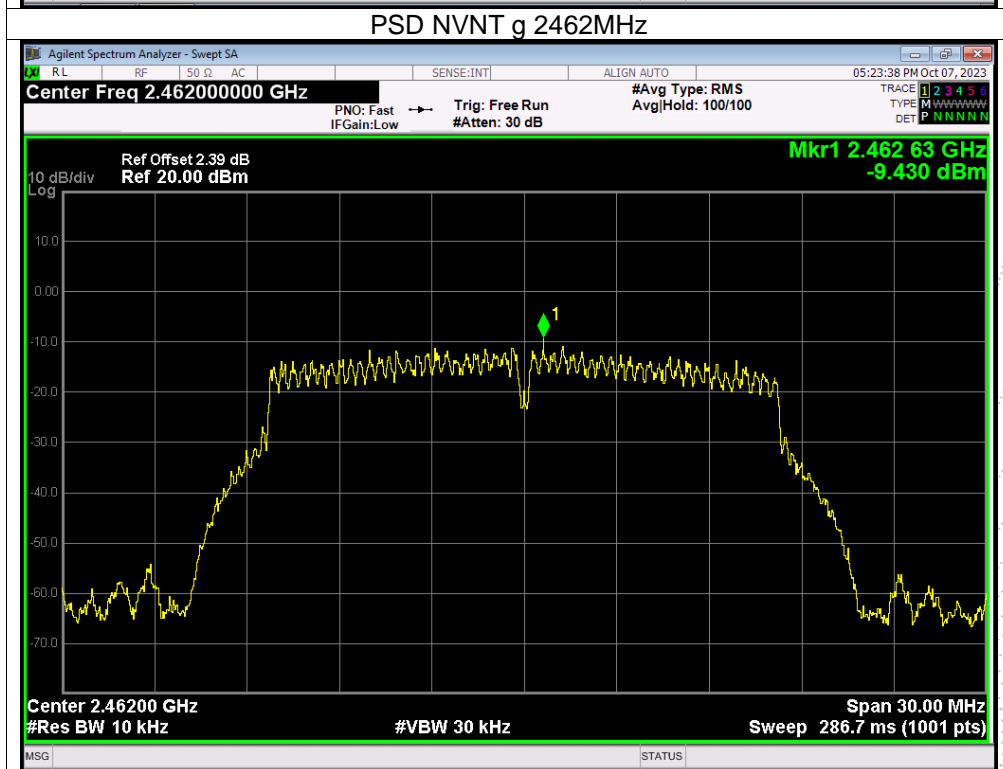 PSD NVNT g 2462MHz
Agilent Spectrum Analyzer - Swept SA
LXI RL RF 50 Ω AC SENSE:INT ALIGN AUTO 05:23:38 PM Oct 07, 2023
Center Freq 2.462000000 GHz #Avg Type: RMS TRACE 1 2 3 4 5 6
PNO: Fast Trig: Free Run Avg|Hold: 100/100 TYPE M WWWWW
IFGain:Low #Atten: 30 dB DET P N N N N N
Mkr1 2.462 63 GHz
Ref Offset 2.39 dB -9.430 dBm
10 dB/div Ref 20.00 dBm
Log
10.0
0.00
1
-10.0
-20.0
-30.0
-40.0
-50.0
-60.0
-70.0
Center 2.46200 GHz Span 30.00 MHz
#Res BW 10 kHz #VBW 30 kHz Sweep 286.7 ms (1001 pts)
MSG STATUS